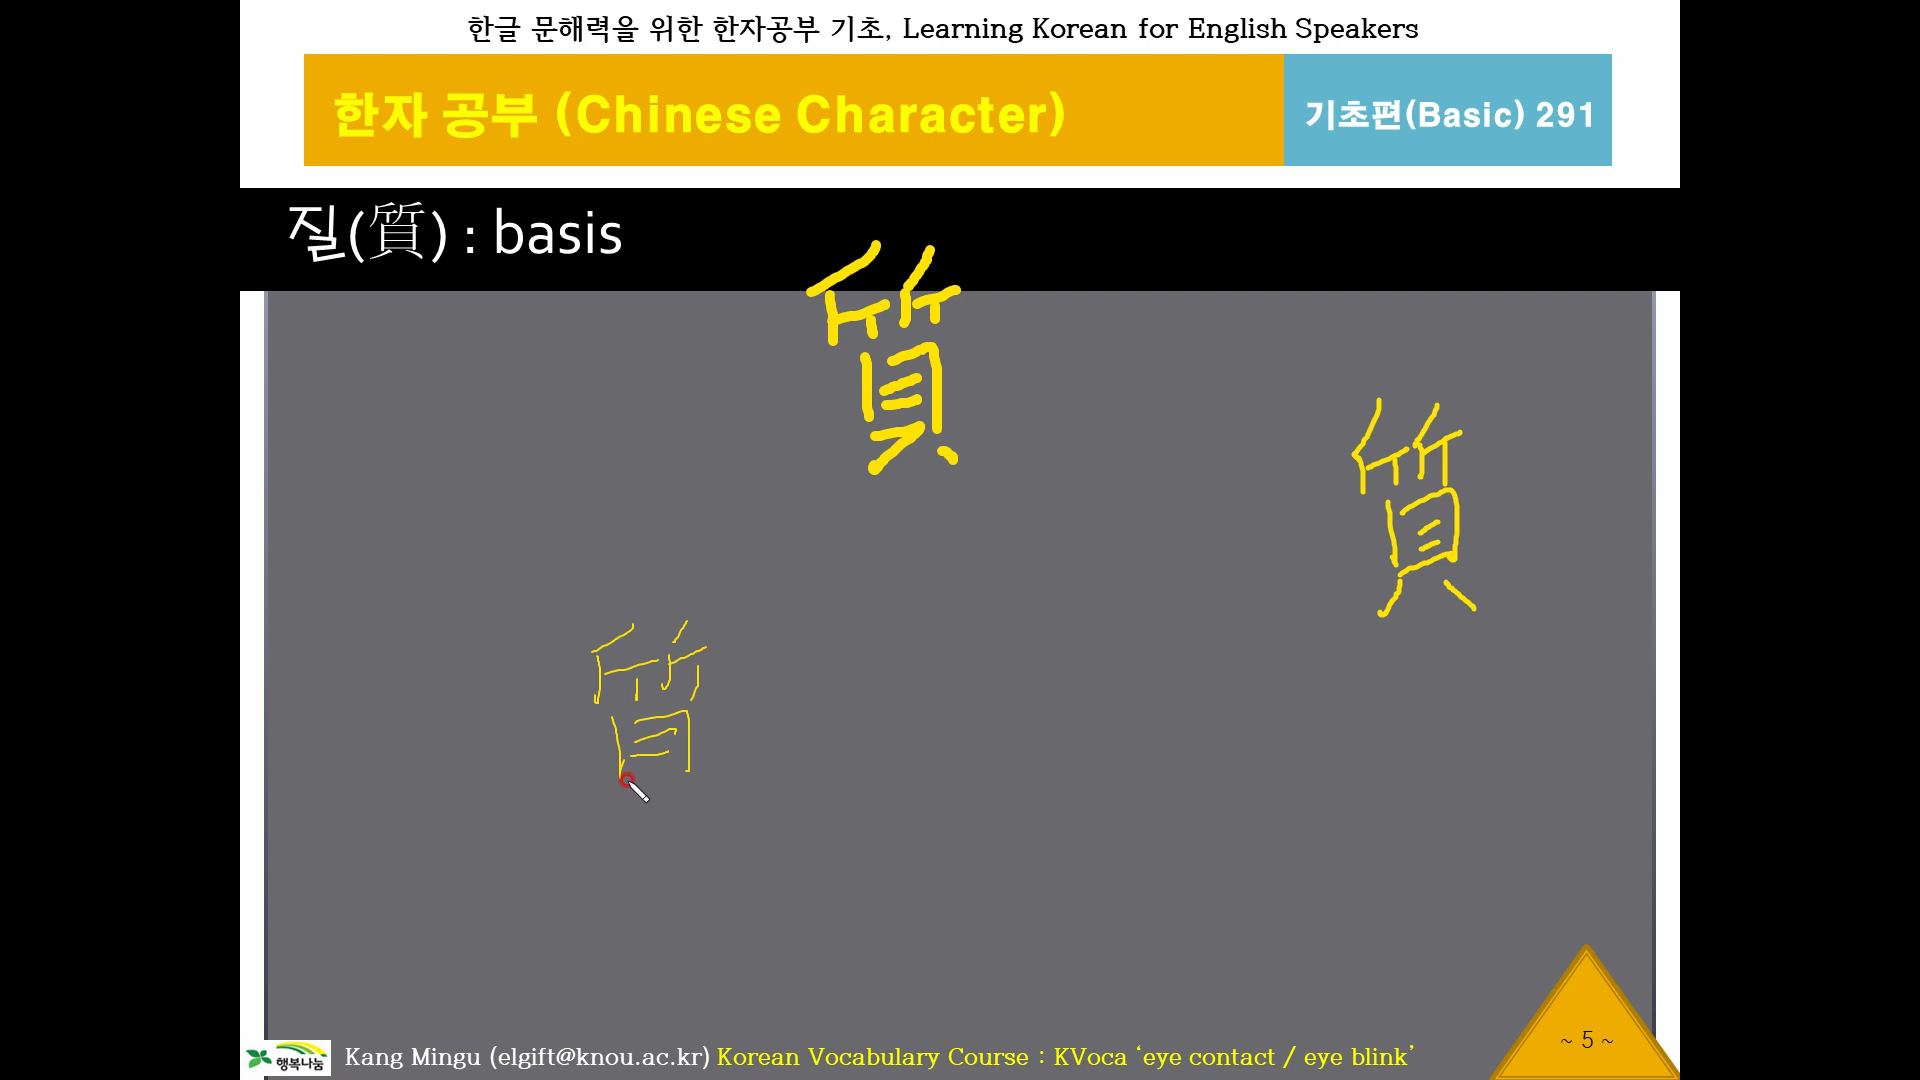 한글 문해력을 위한 한자공부 기초, Learning Korean for English Speakers
한자 공부 (Chinese Character)
기초편(Basic) 291
질(質) : basis
質
質
質
~ 5 ~
행복나눔
Kang Mingu (elgift@knou.ac.kr) Korean Vocabulary Course : KVoca ‘eye contact / eye blink’